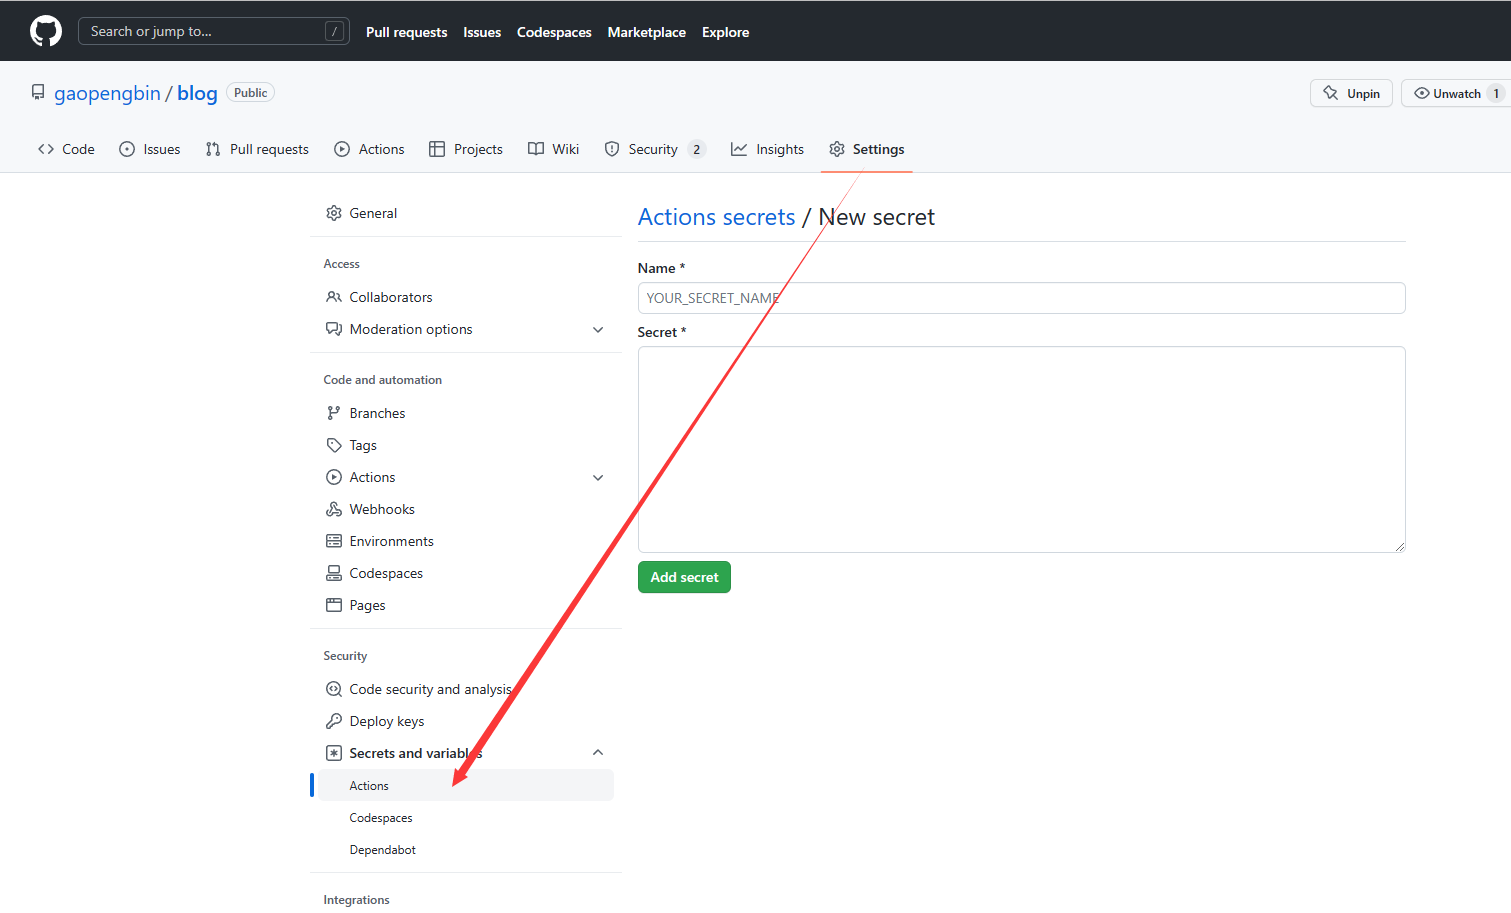 Search or jump to... /
Pull requests Issues Codespaces Marketplace Explore
gaopengbin / blog Public
Unpin
Unwatch 1
Code Issues Pull requests Actions Projects Wiki Security 2 Insights Settings
General
Access
Collaborators
Moderation options
Code and automation
Branches
Tags
Actions
Webhooks
Environments
Codespaces
Pages
Security
Code security and analysis
Deploy keys
Secrets and variables
Actions
Codespaces
Dependabot
Integrations
Actions secrets / New secret
Name *
YOUR_SECRET_NAME
Secret *
Add secret